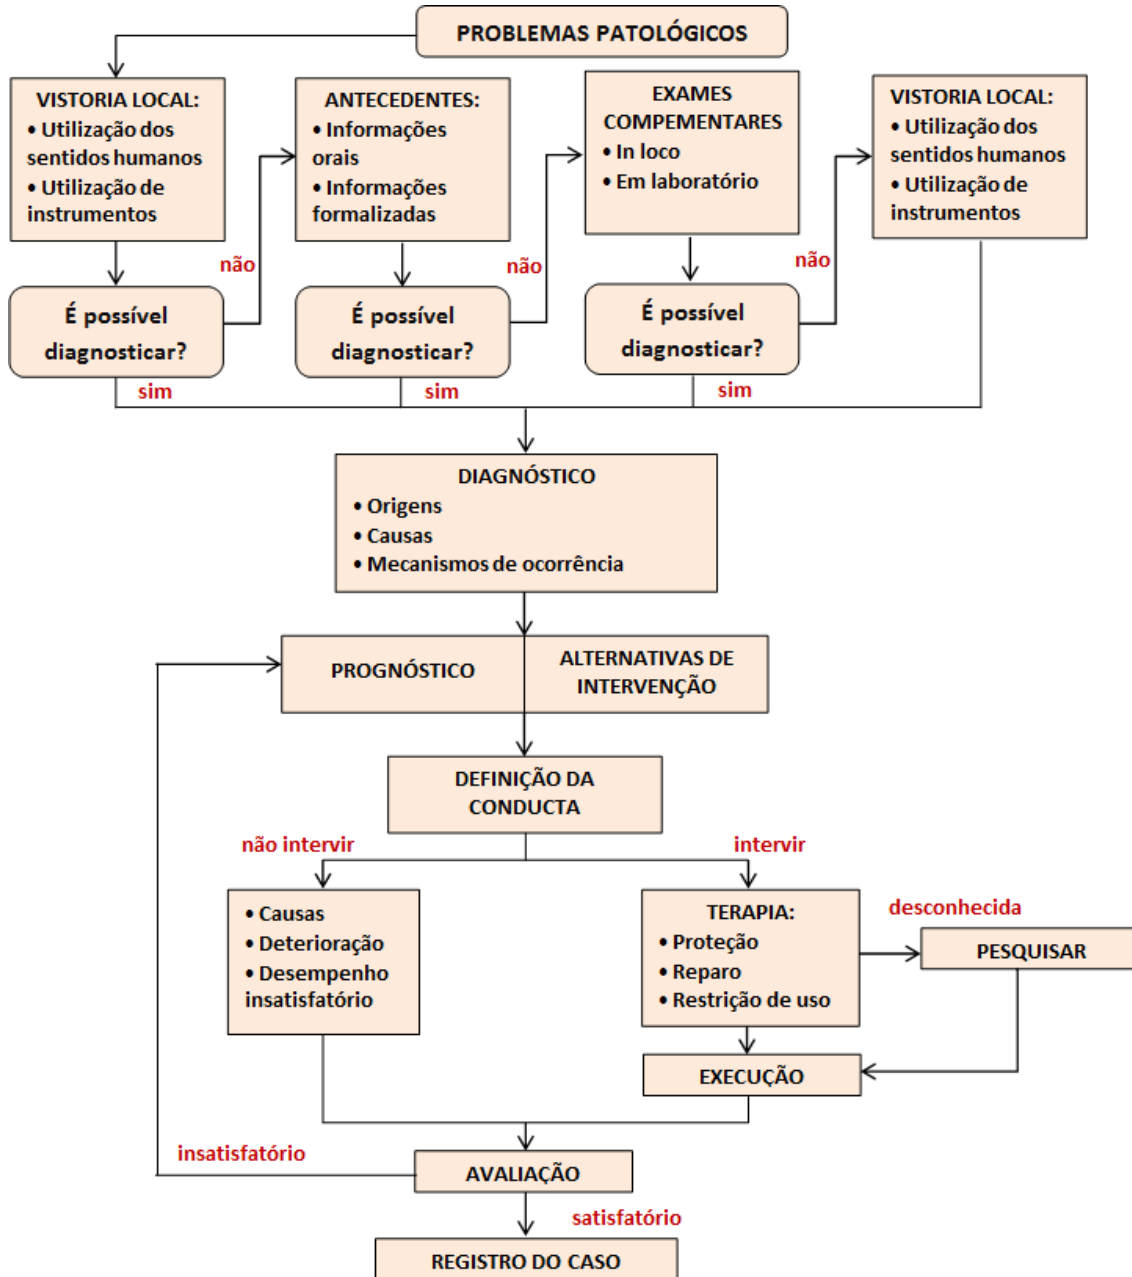 PROBLEMAS PATOLÓGICOS
VISTORIA LOCAL:
• Utilização dos
sentidos humanos
• Utilização de
instrumentos
ANTECEDENTES:
• Informações
orais
• Informações
formalizadas
EXAMES
COMPEMENTARES
• In loco
• Em laboratório
VISTORIA LOCAL:
• Utilização dos
sentidos humanos
• Utilização de
instrumentos
não
não
não
É possível
diagnosticar?
É possível
diagnosticar?
É possível
diagnosticar?
sim
sim
sim
DIAGNÓSTICO
• Origens
• Causas
• Mecanismos de ocorrência
PROGNÓSTICO
ALTERNATIVAS DE
INTERVENÇÃO
DEFINIÇÃO DA
CONDUCTA
não intervir
intervir
• Causas
• Deterioração
• Desempenho
insatisfatório
TERAPIA:
• Proteção
• Reparo
• Restrição de uso
desconhecida
PESQUISAR
EXECUÇÃO
insatisfatório
AVALIAÇÃO
satisfatório
REGISTRO DO CASO